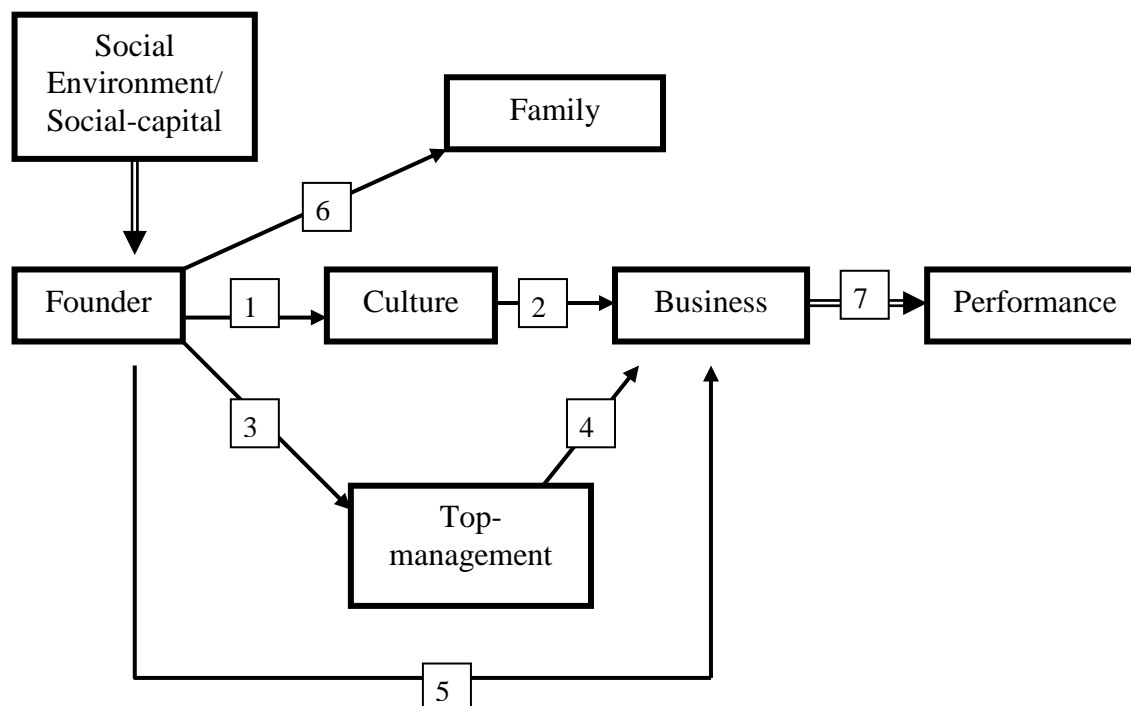 Social
Environment/
Social-capital
Family
6
Founder
1
Culture
2
Business
7
Performance
3
4
Top-
management
5